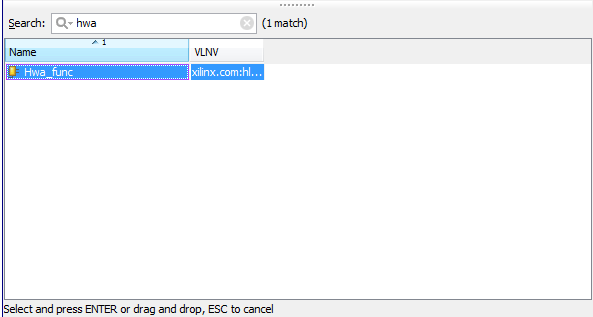 Search: hwa (1 match)
Name 1 VLNV
Hwa_func xilinx.com:hl...
Select and press ENTER or drag and drop, ESC to cancel